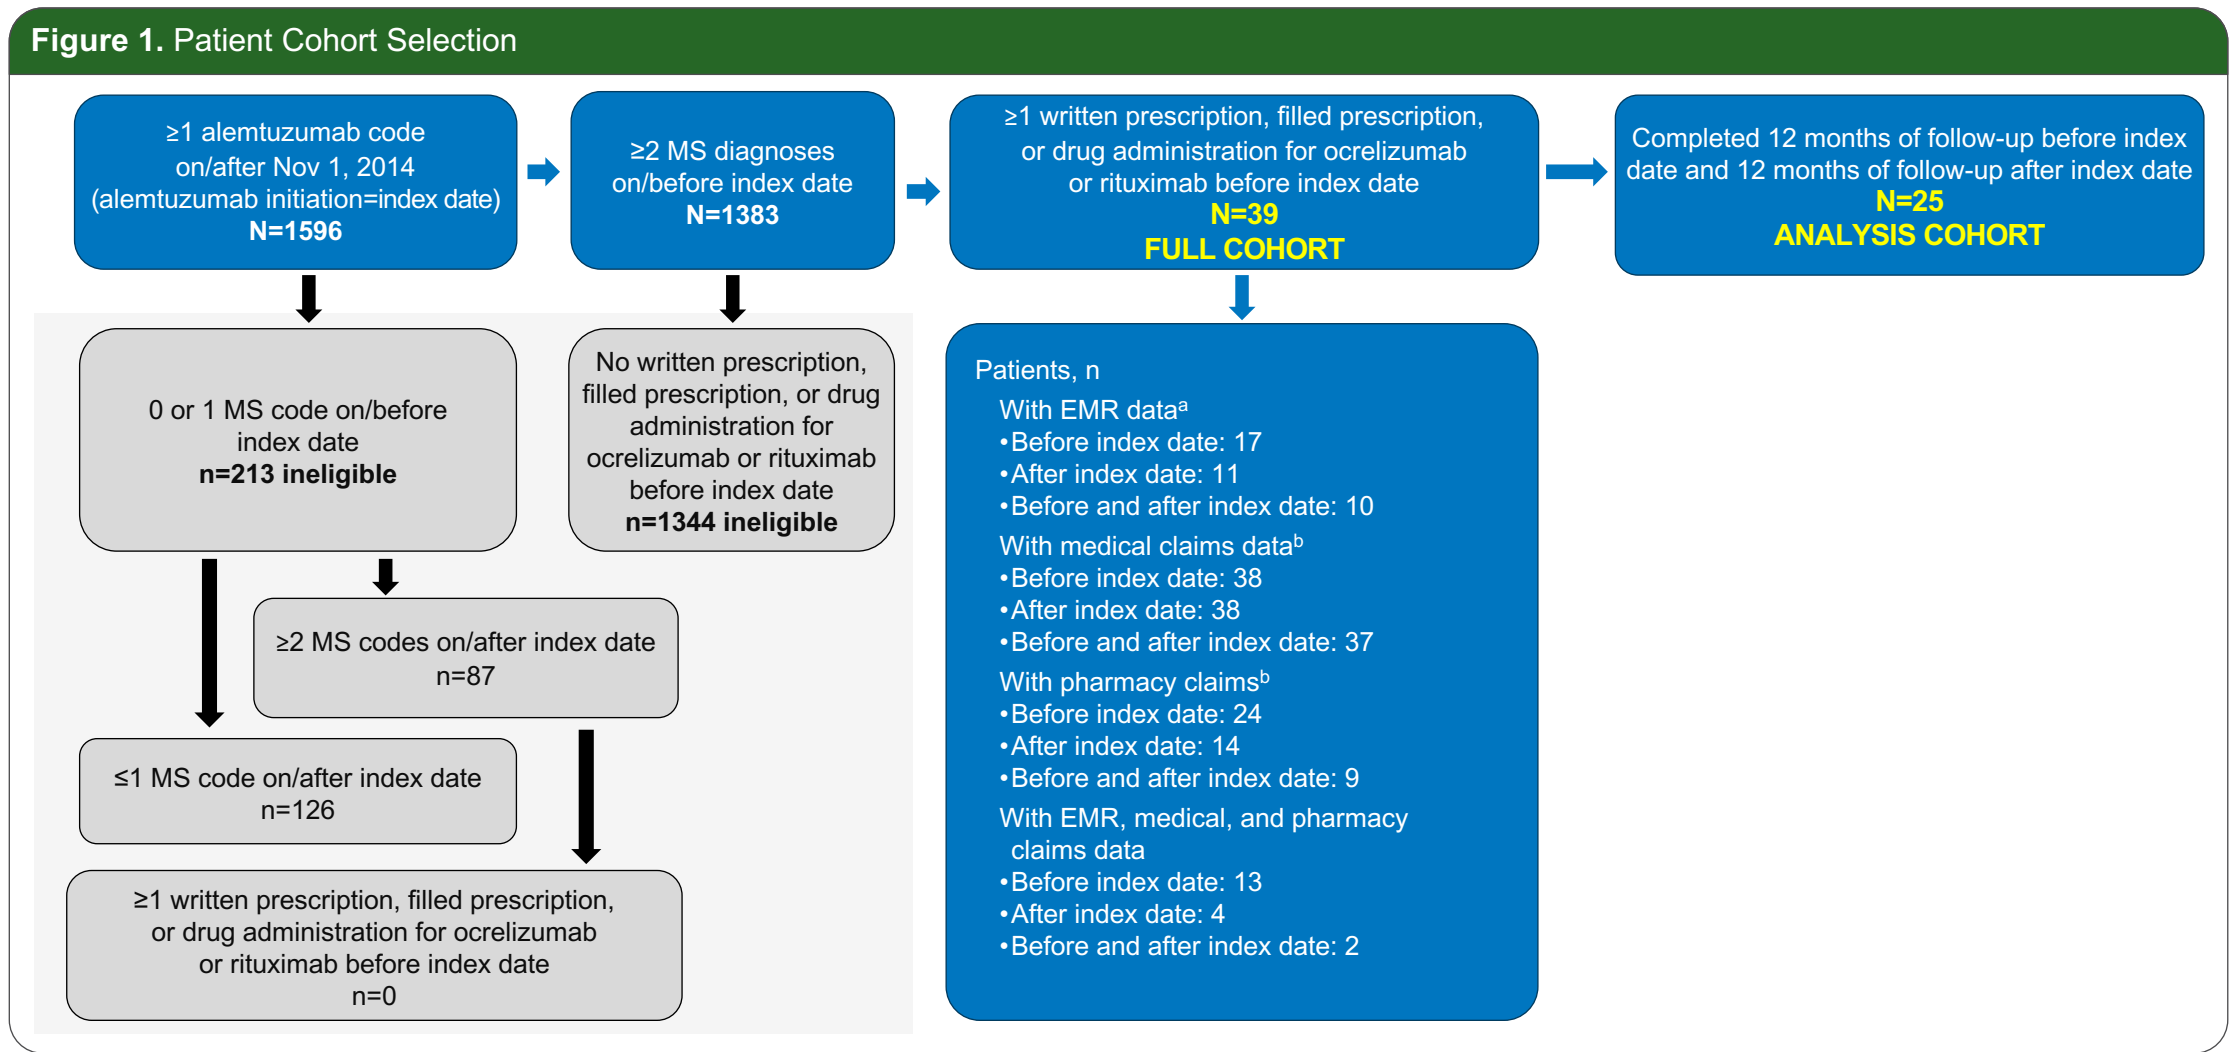 Figure 1. Patient Cohort Selection
≥1 alemtuzumab code
on/after Nov 1, 2014
(alemtuzumab initiation=index date)
N=1596
≥2 MS diagnoses
on/before index date
N=1383
≥1 written prescription, filled prescription,
or drug administration for ocrelizumab
or rituximab before index date
N=39
FULL COHORT
Completed 12 months of follow-up before index
date and 12 months of follow-up after index date
N=25
ANALYSIS COHORT
0 or 1 MS code on/before
index date
n=213 ineligible
No written prescription,
filled prescription, or drug
administration for
ocrelizumab or rituximab
before index date
n=1344 ineligible
≥2 MS codes on/after index date
n=87
≤1 MS code on/after index date
n=126
≥1 written prescription, filled prescription,
or drug administration for ocrelizumab
or rituximab before index date
n=0
Patients, n
With EMR dataᵃ
•Before index date: 17
•After index date: 11
•Before and after index date: 10
With medical claims dataᵇ
•Before index date: 38
•After index date: 38
•Before and after index date: 37
With pharmacy claimsᵇ
•Before index date: 24
•After index date: 14
•Before and after index date: 9
With EMR, medical, and pharmacy
claims data
•Before index date: 13
•After index date: 4
•Before and after index date: 2